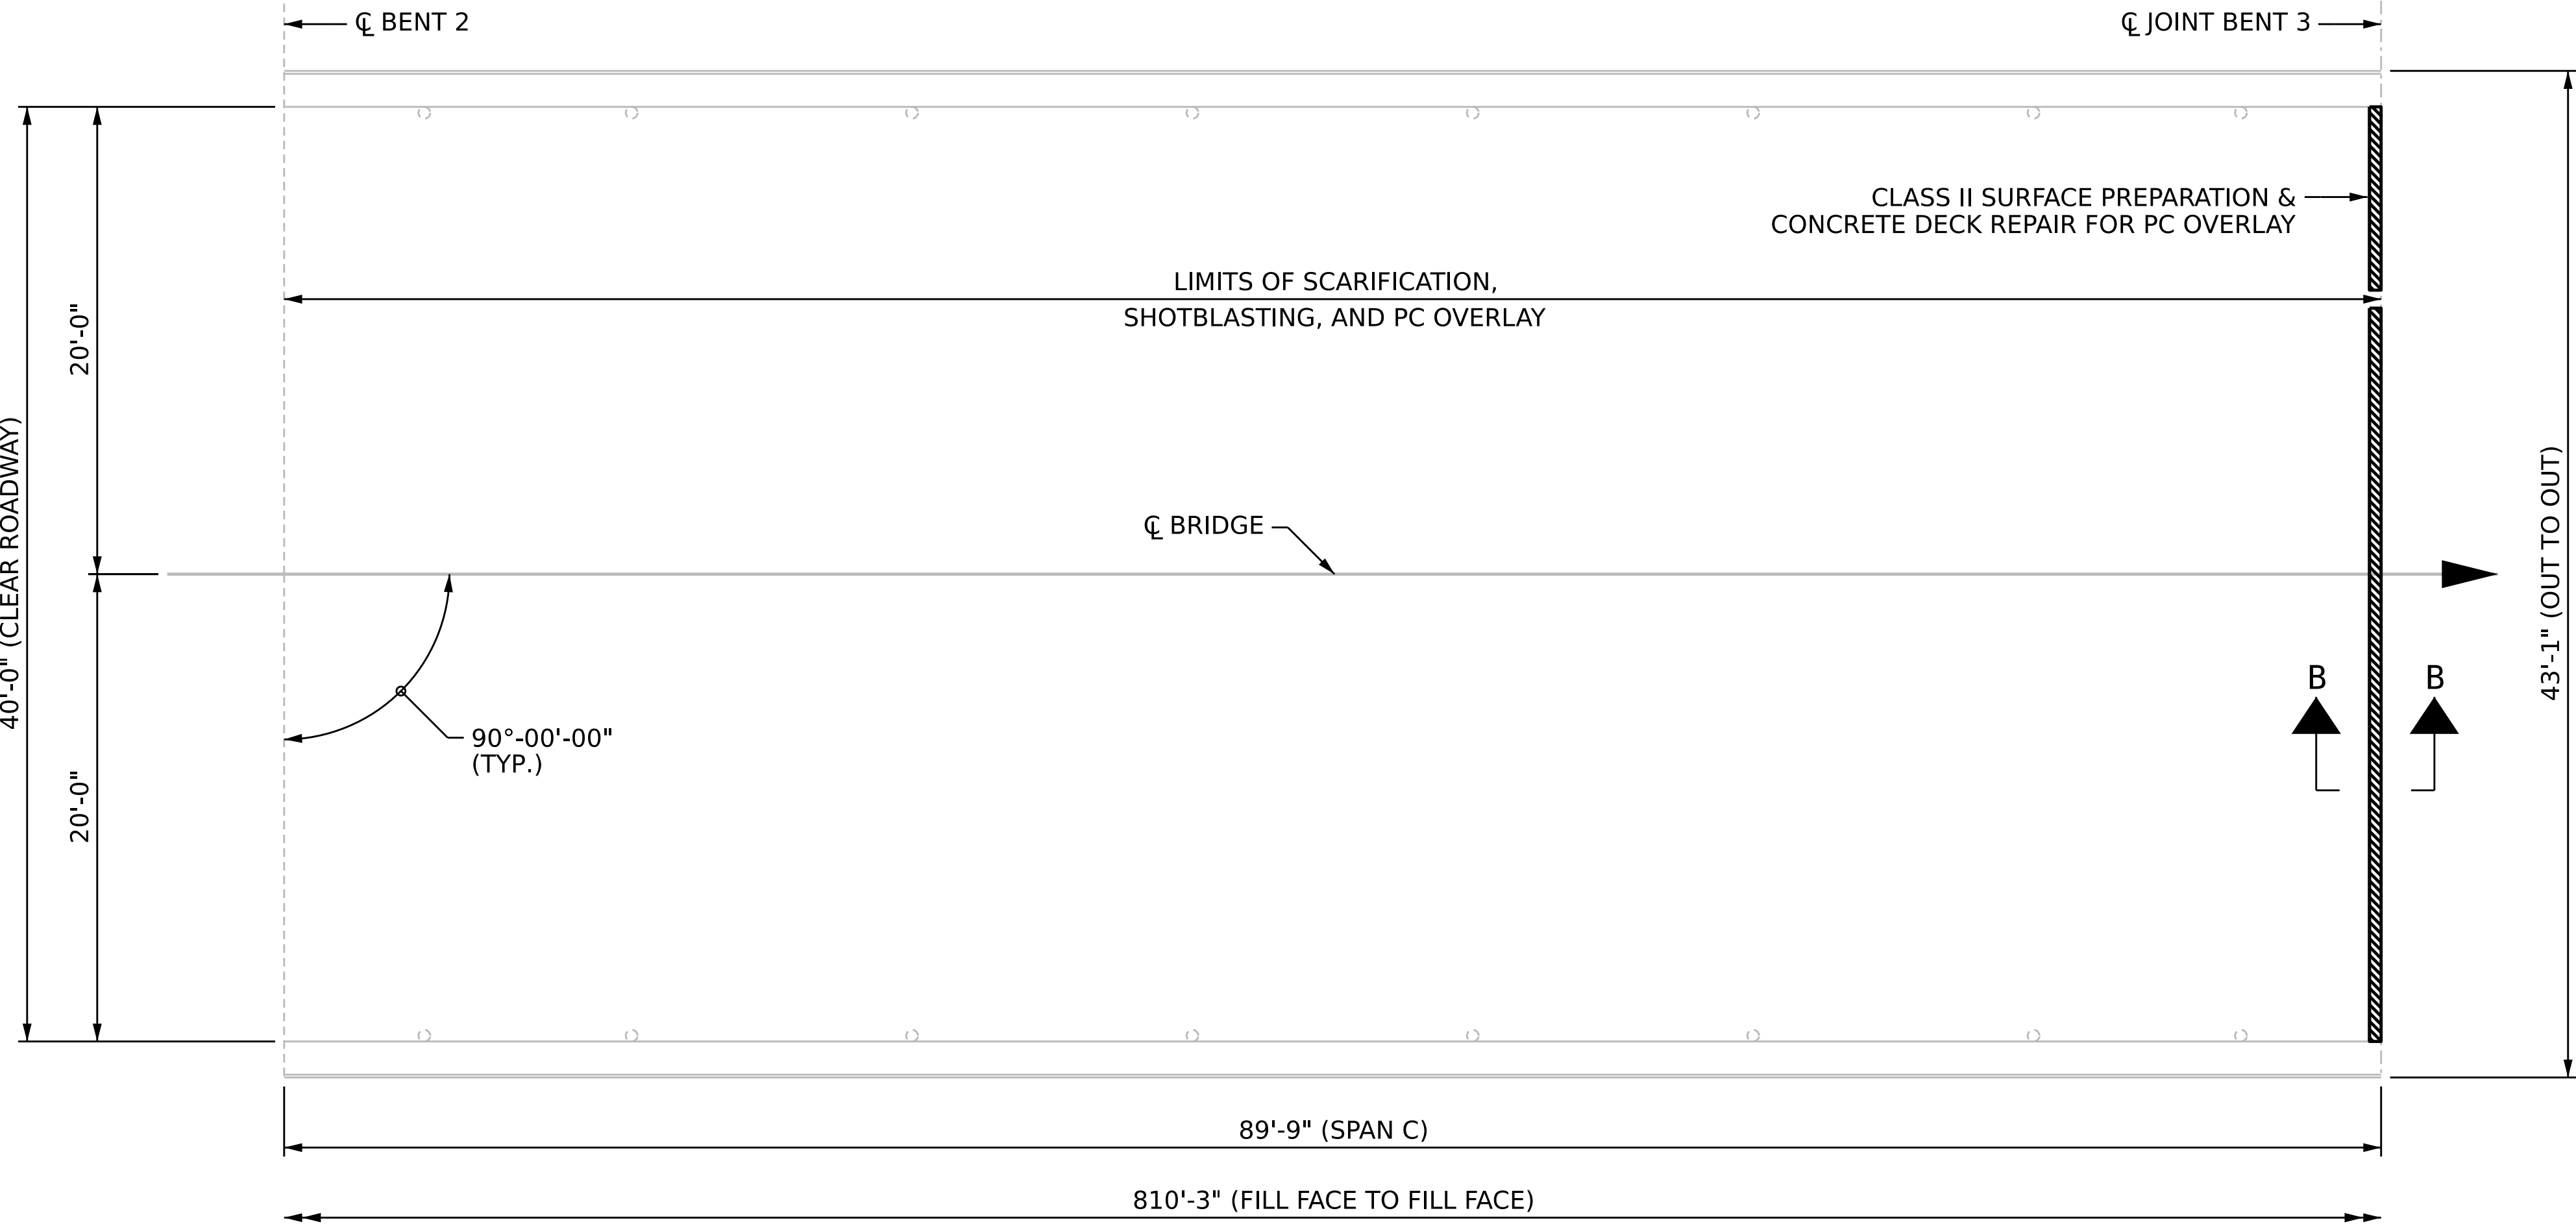 ℄ BENT 2
℄ JOINT BENT 3
CLASS II SURFACE PREPARATION &
CONCRETE DECK REPAIR FOR PC OVERLAY
LIMITS OF SCARIFICATION,
SHOTBLASTING, AND PC OVERLAY
20'-0"
40'-0" (CLEAR ROADWAY)
℄ BRIDGE
43'-1" (OUT TO OUT)
B
B
90°-00'-00"
(TYP.)
20'-0"
89'-9" (SPAN C)
810'-3" (FILL FACE TO FILL FACE)